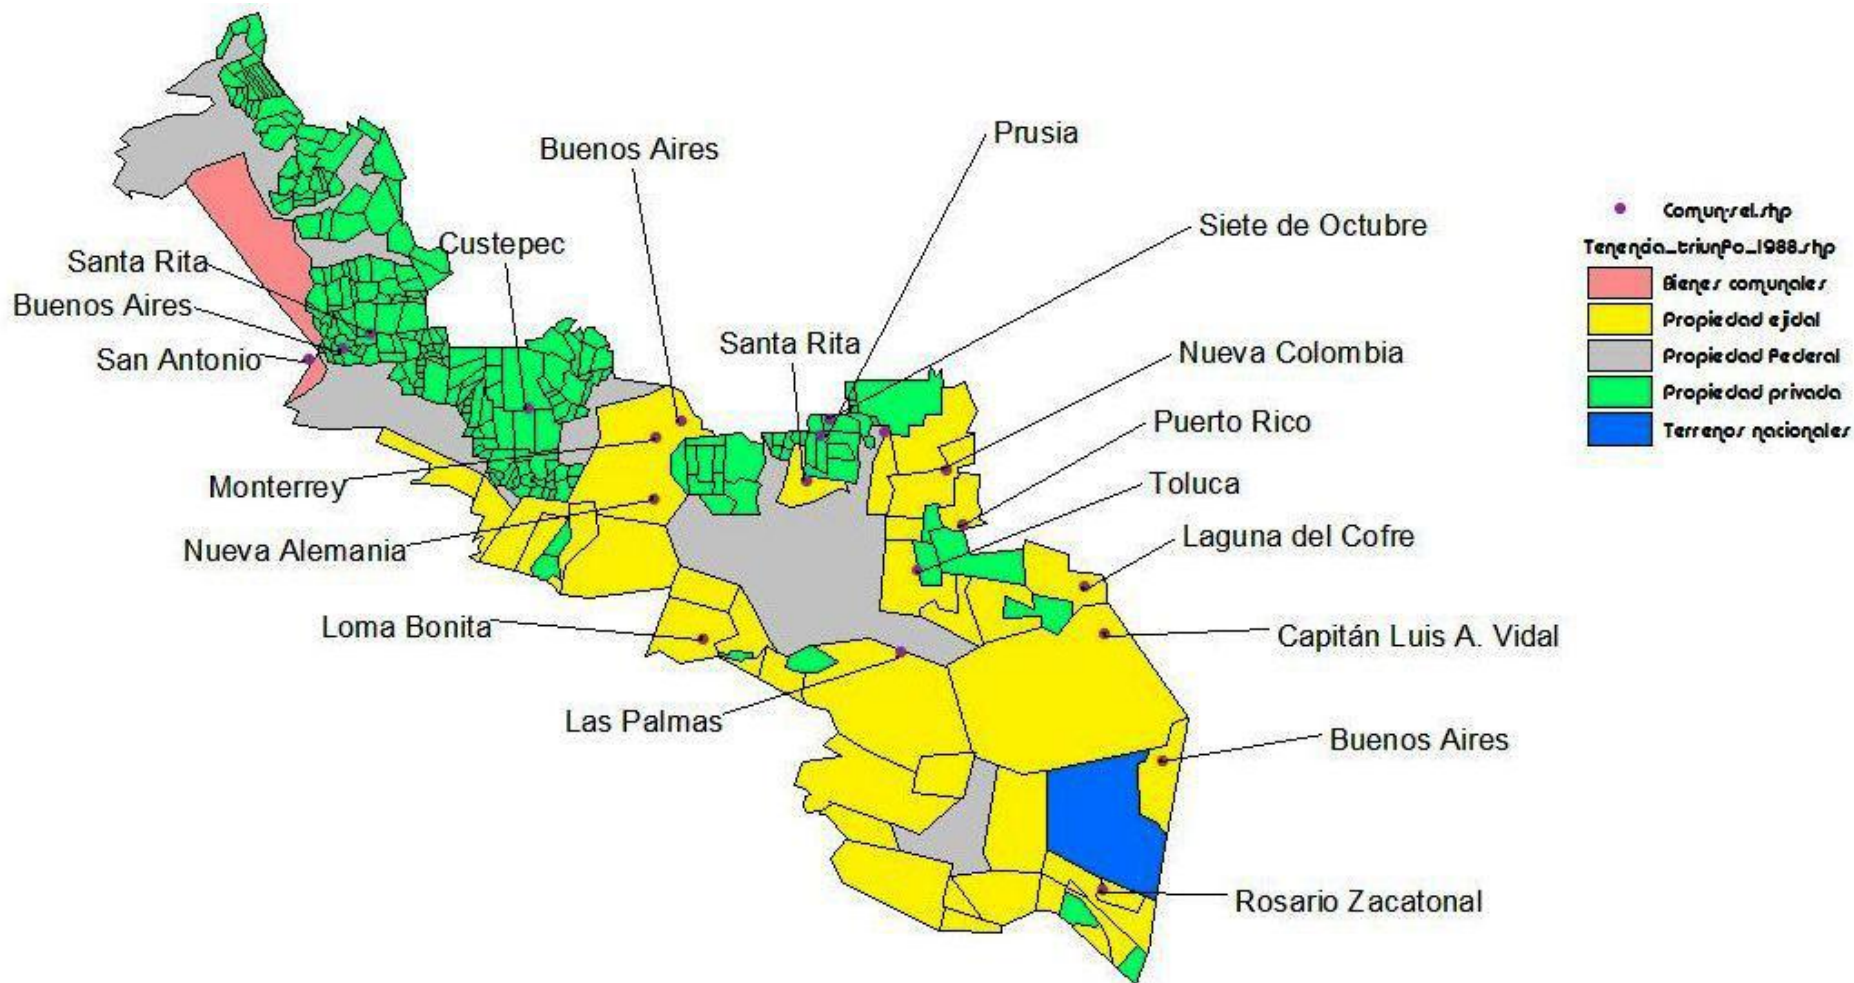 Prusia
Buenos Aires
Siete de Octubre
Custepec
Santa Rita
Buenos Aires
San Antonio
Santa Rita
Nueva Colombia
Puerto Rico
Monterrey
Toluca
Nueva Alemania
Laguna del Cofre
Loma Bonita
Capitán Luis A. Vidal
Las Palmas
Buenos Aires
Rosario Zacatonal
Comun-sel.shp
Tenencia_triunfo_1988.shp
Bienes comunales
Propiedad ejidal
Propiedad Federal
Propiedad privada
Terrenos nacionales